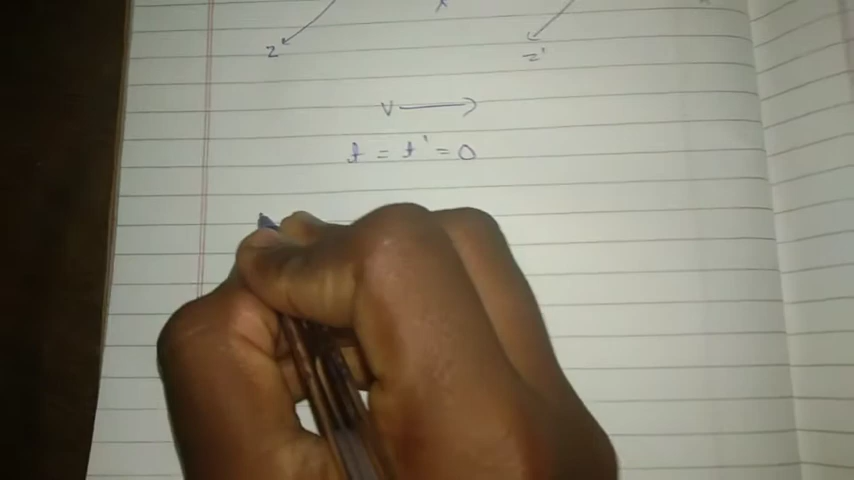 z z'
v →
t = t' = 0